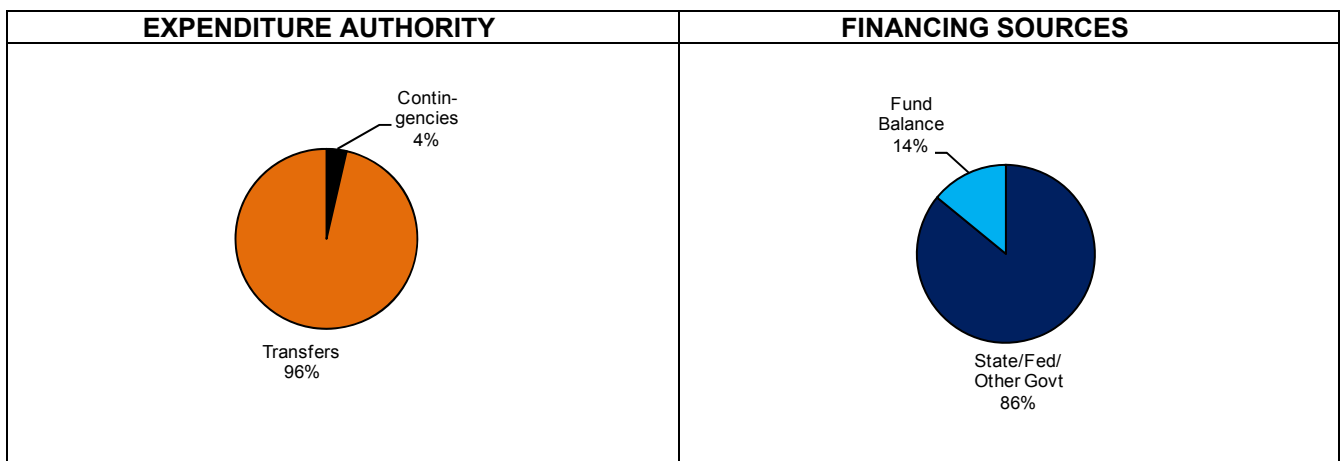 EXPENDITURE AUTHORITY
FINANCING SOURCES
Contin-
gencies
4%
Transfers
96%
Fund
Balance
14%
State/Fed/
Other Govt
86%